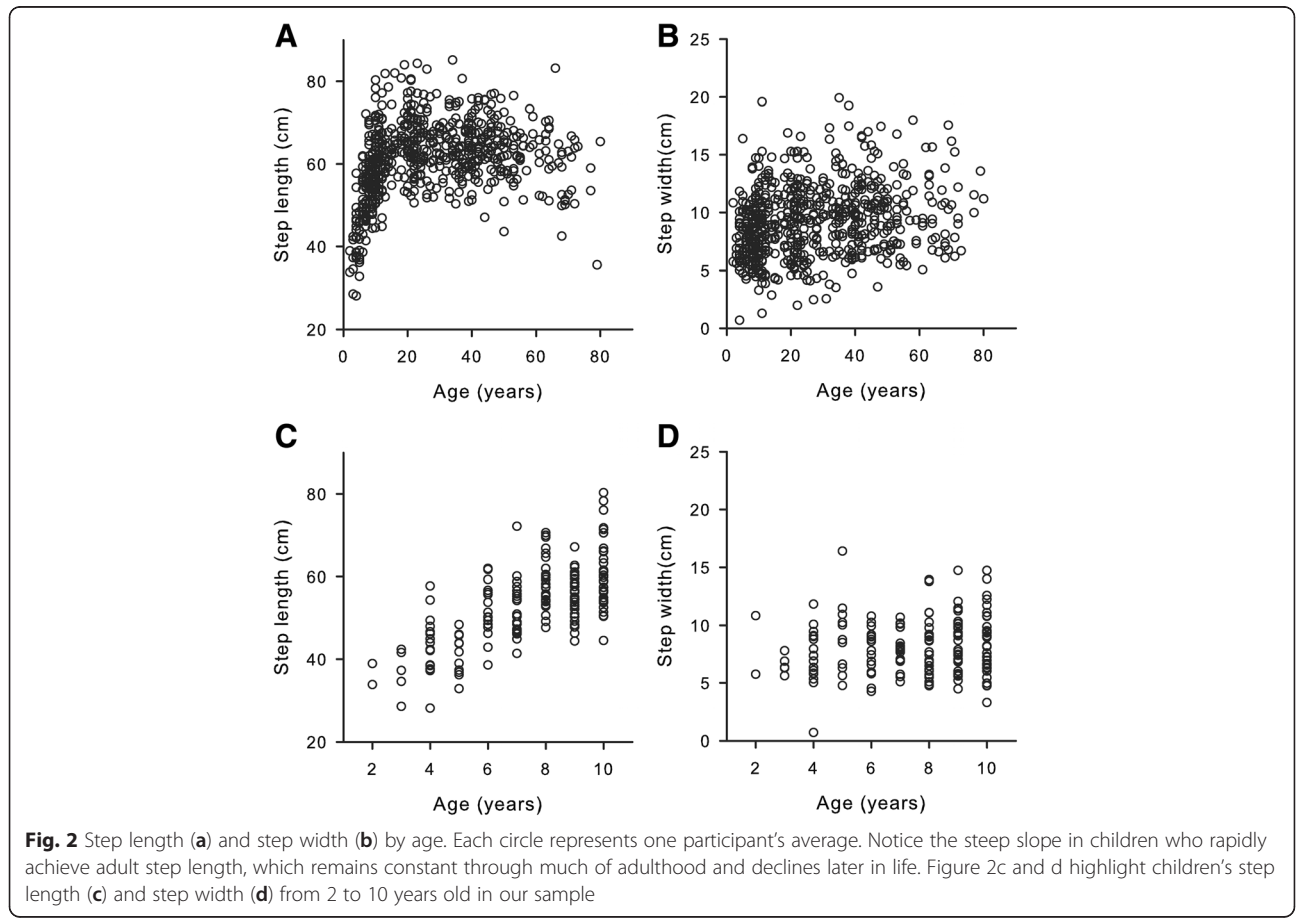 A
B
80
60
40
20
Step length (cm)
0 20 40 60 80
Age (years)
25
20
15
10
5
0
Step width(cm)
0 20 40 60 80
Age (years)
C
D
80
60
40
20
Step length (cm)
2 4 6 8 10
Age (years)
25
20
15
10
5
0
Step width(cm)
2 4 6 8 10
Age (years)
Fig. 2 Step length (a) and step width (b) by age. Each circle represents one participant's average. Notice the steep slope in children who rapidly
achieve adult step length, which remains constant through much of adulthood and declines later in life. Figure 2c and d highlight children's step
length (c) and step width (d) from 2 to 10 years old in our sample